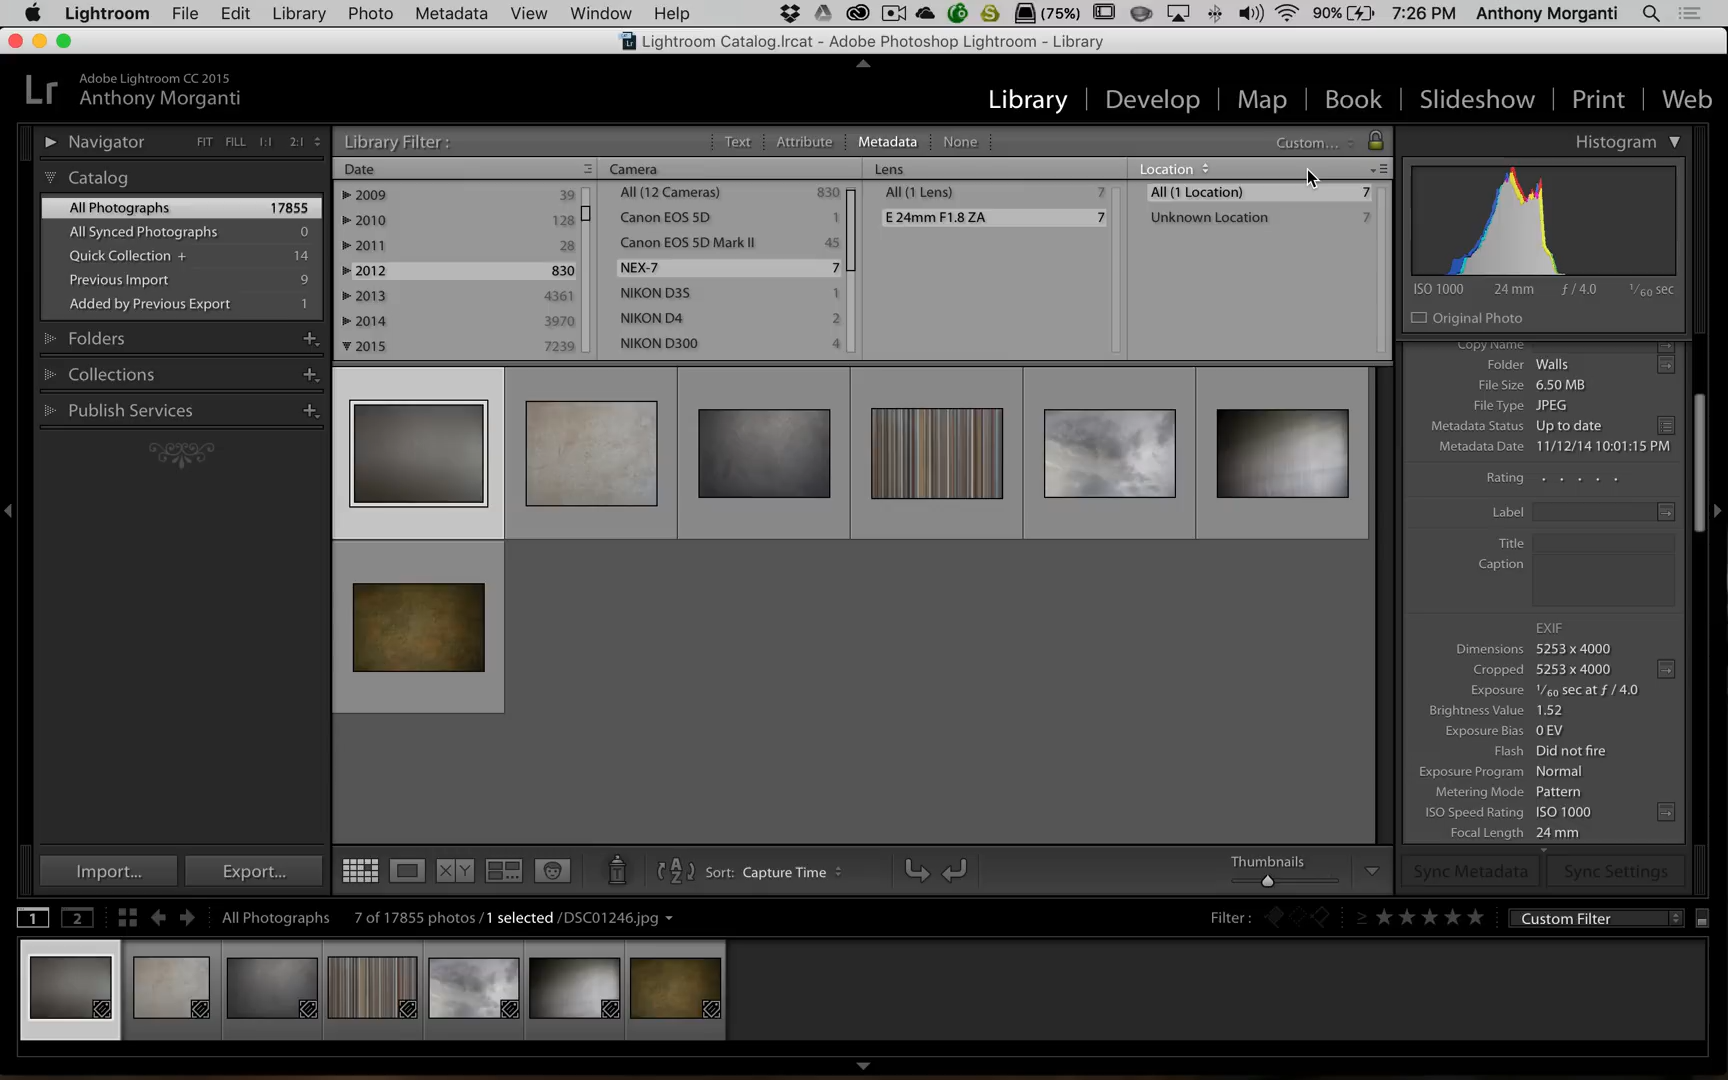 Lightroom File Edit Library Photo Metadata View Window Help (75%) 90% 7:26 PM Anthony Morganti
Lightroom Catalog.lrcat - Adobe Photoshop Lightroom - Library
Lr Adobe Lightroom CC 2015
Anthony Morganti
Library | Develop | Map | Book | Slideshow | Print | Web
Navigator FIT FILL 1:1 2:1
Catalog
All Photographs 17855
All Synced Photographs 0
Quick Collection + 14
Previous Import 9
Added by Previous Export 1
Folders
Collections
Publish Services
Import...
Export...
Library Filter : Text Attribute Metadata None Custom...
Date
2009 39
2010 128
2011 28
2012 830
2013 4361
2014 3970
2015 7239
Camera
All (12 Cameras) 830
Canon EOS 5D 1
Canon EOS 5D Mark II 45
NEX-7 7
NIKON D3S 1
NIKON D4 2
NIKON D300 4
Lens
All (1 Lens) 7
E 24mm F1.8 ZA 7
Location
All (1 Location) 7
Unknown Location 7
XY
Sort: Capture Time
Thumbnails
Histogram
ISO 1000 24 mm ƒ / 4.0 1/60 sec
Original Photo
Copy Name
Folder Walls
File Size 6.50 MB
File Type JPEG
Metadata Status Up to date
Metadata Date 11/12/14 10:01:15 PM
Rating
Label
Title
Caption
EXIF
Dimensions 5253 x 4000
Cropped 5253 x 4000
Exposure 1/60 sec at ƒ / 4.0
Brightness Value 1.52
Exposure Bias 0 EV
Flash Did not fire
Exposure Program Normal
Metering Mode Pattern
ISO Speed Rating ISO 1000
Focal Length 24 mm
Sync Metadata
Sync Settings
1 2 All Photographs 7 of 17855 photos / 1 selected / DSC01246.jpg Filter : ≥ ★★★★★ Custom Filter